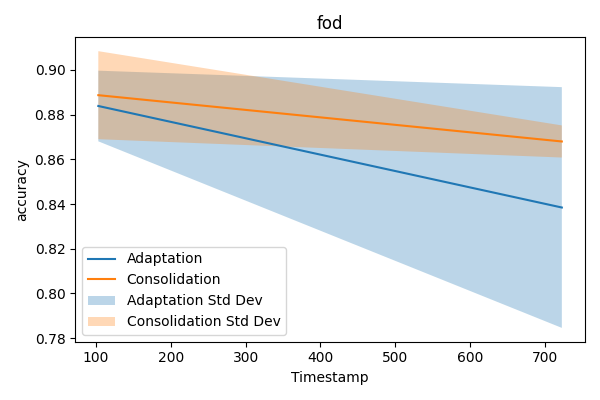 fod
accuracy
0.90
0.88
0.86
0.84
0.82
0.80
0.78
Adaptation
Consolidation
Adaptation Std Dev
Consolidation Std Dev
100 200 300 400 500 600 700
Timestamp